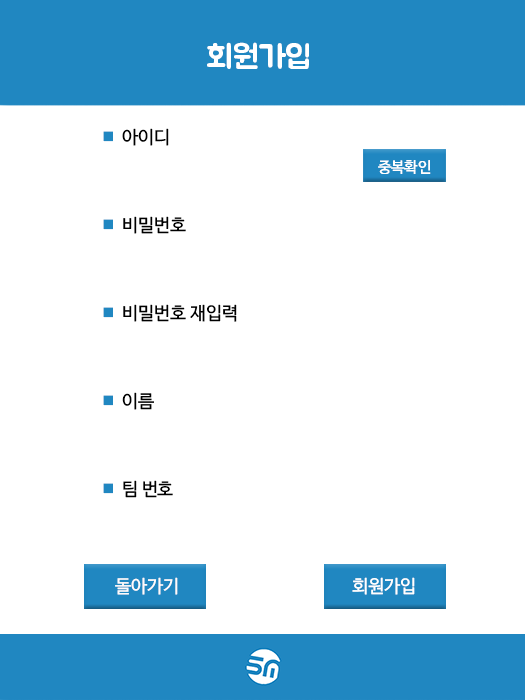 회원가입
아이디
중복확인
비밀번호
비밀번호 재입력
이름
팀 번호
돌아가기
회원가입